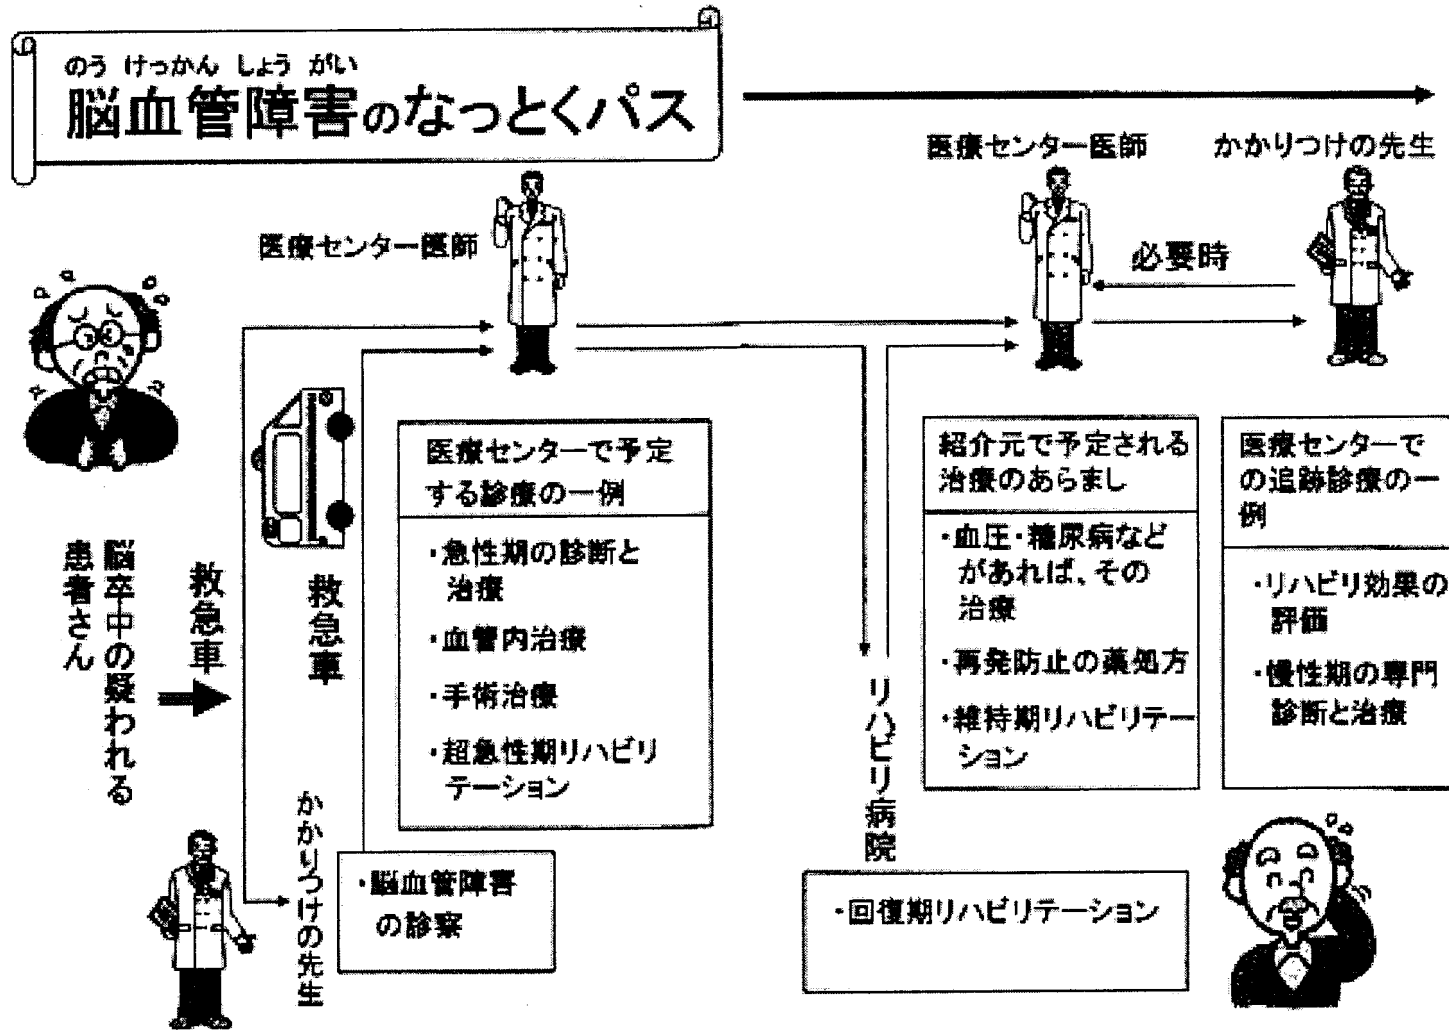 のう けっかん しょう がい
脳血管障害のなっとくパス
医療センター医師
かかりつけの先生
必要時
医療センター医師
脳卒中の疑われる
患者さん
救急車
救急車
医療センターで予定
する診療の一例
・急性期の診断と
治療
・血管内治療
・手術治療
・超急性期リハビリ
テーション
紹介元で予定される
治療のあらまし
・血圧・糖尿病など
があれば、その
治療
・再発防止の薬処方
・維持期リハビリテー
ション
医療センターで
の追跡診療の一
例
・リハビリ効果の
評価
・慢性期の専門
診断と治療
かかりつけの先生
・脳血管障害
の診察
リハビリ病院
・回復期リハビリテーション